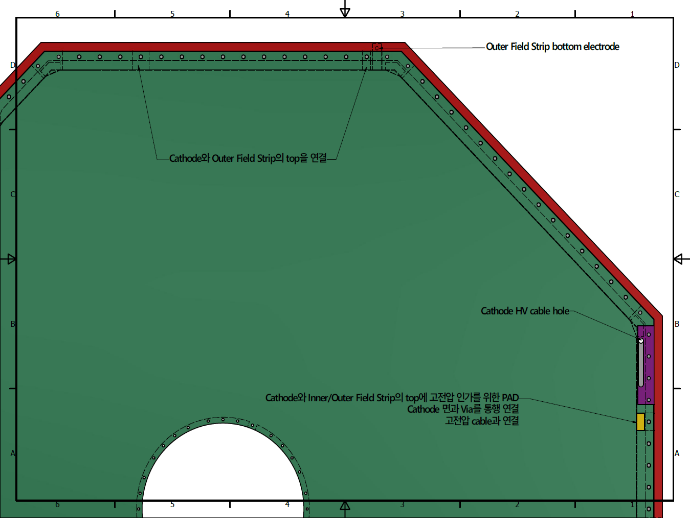 6 5 4 3 2 1
Outer Field Strip bottom electrode
D D
Cathode와 Outer Field Strip의 top을 연결
C C
Cathode HV cable hole
B B
Cathode와 Inner/Outer Field Strip의 top에 고전압 인가를 위한 PAD
Cathode 면과 Via를 통행 연결
고전압 cable과 연결
A A
6 5 4 3 2 1